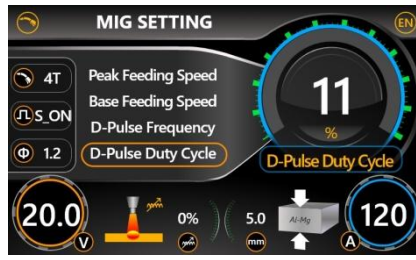 MIG SETTING
EN
4T
Peak Feeding Speed
Base Feeding Speed
S_ON
D-Pulse Frequency
1.2
D-Pulse Duty Cycle
11
%
D-Pulse Duty Cycle
20.0
V
0%
5.0
mm
Al-Mg
120
A